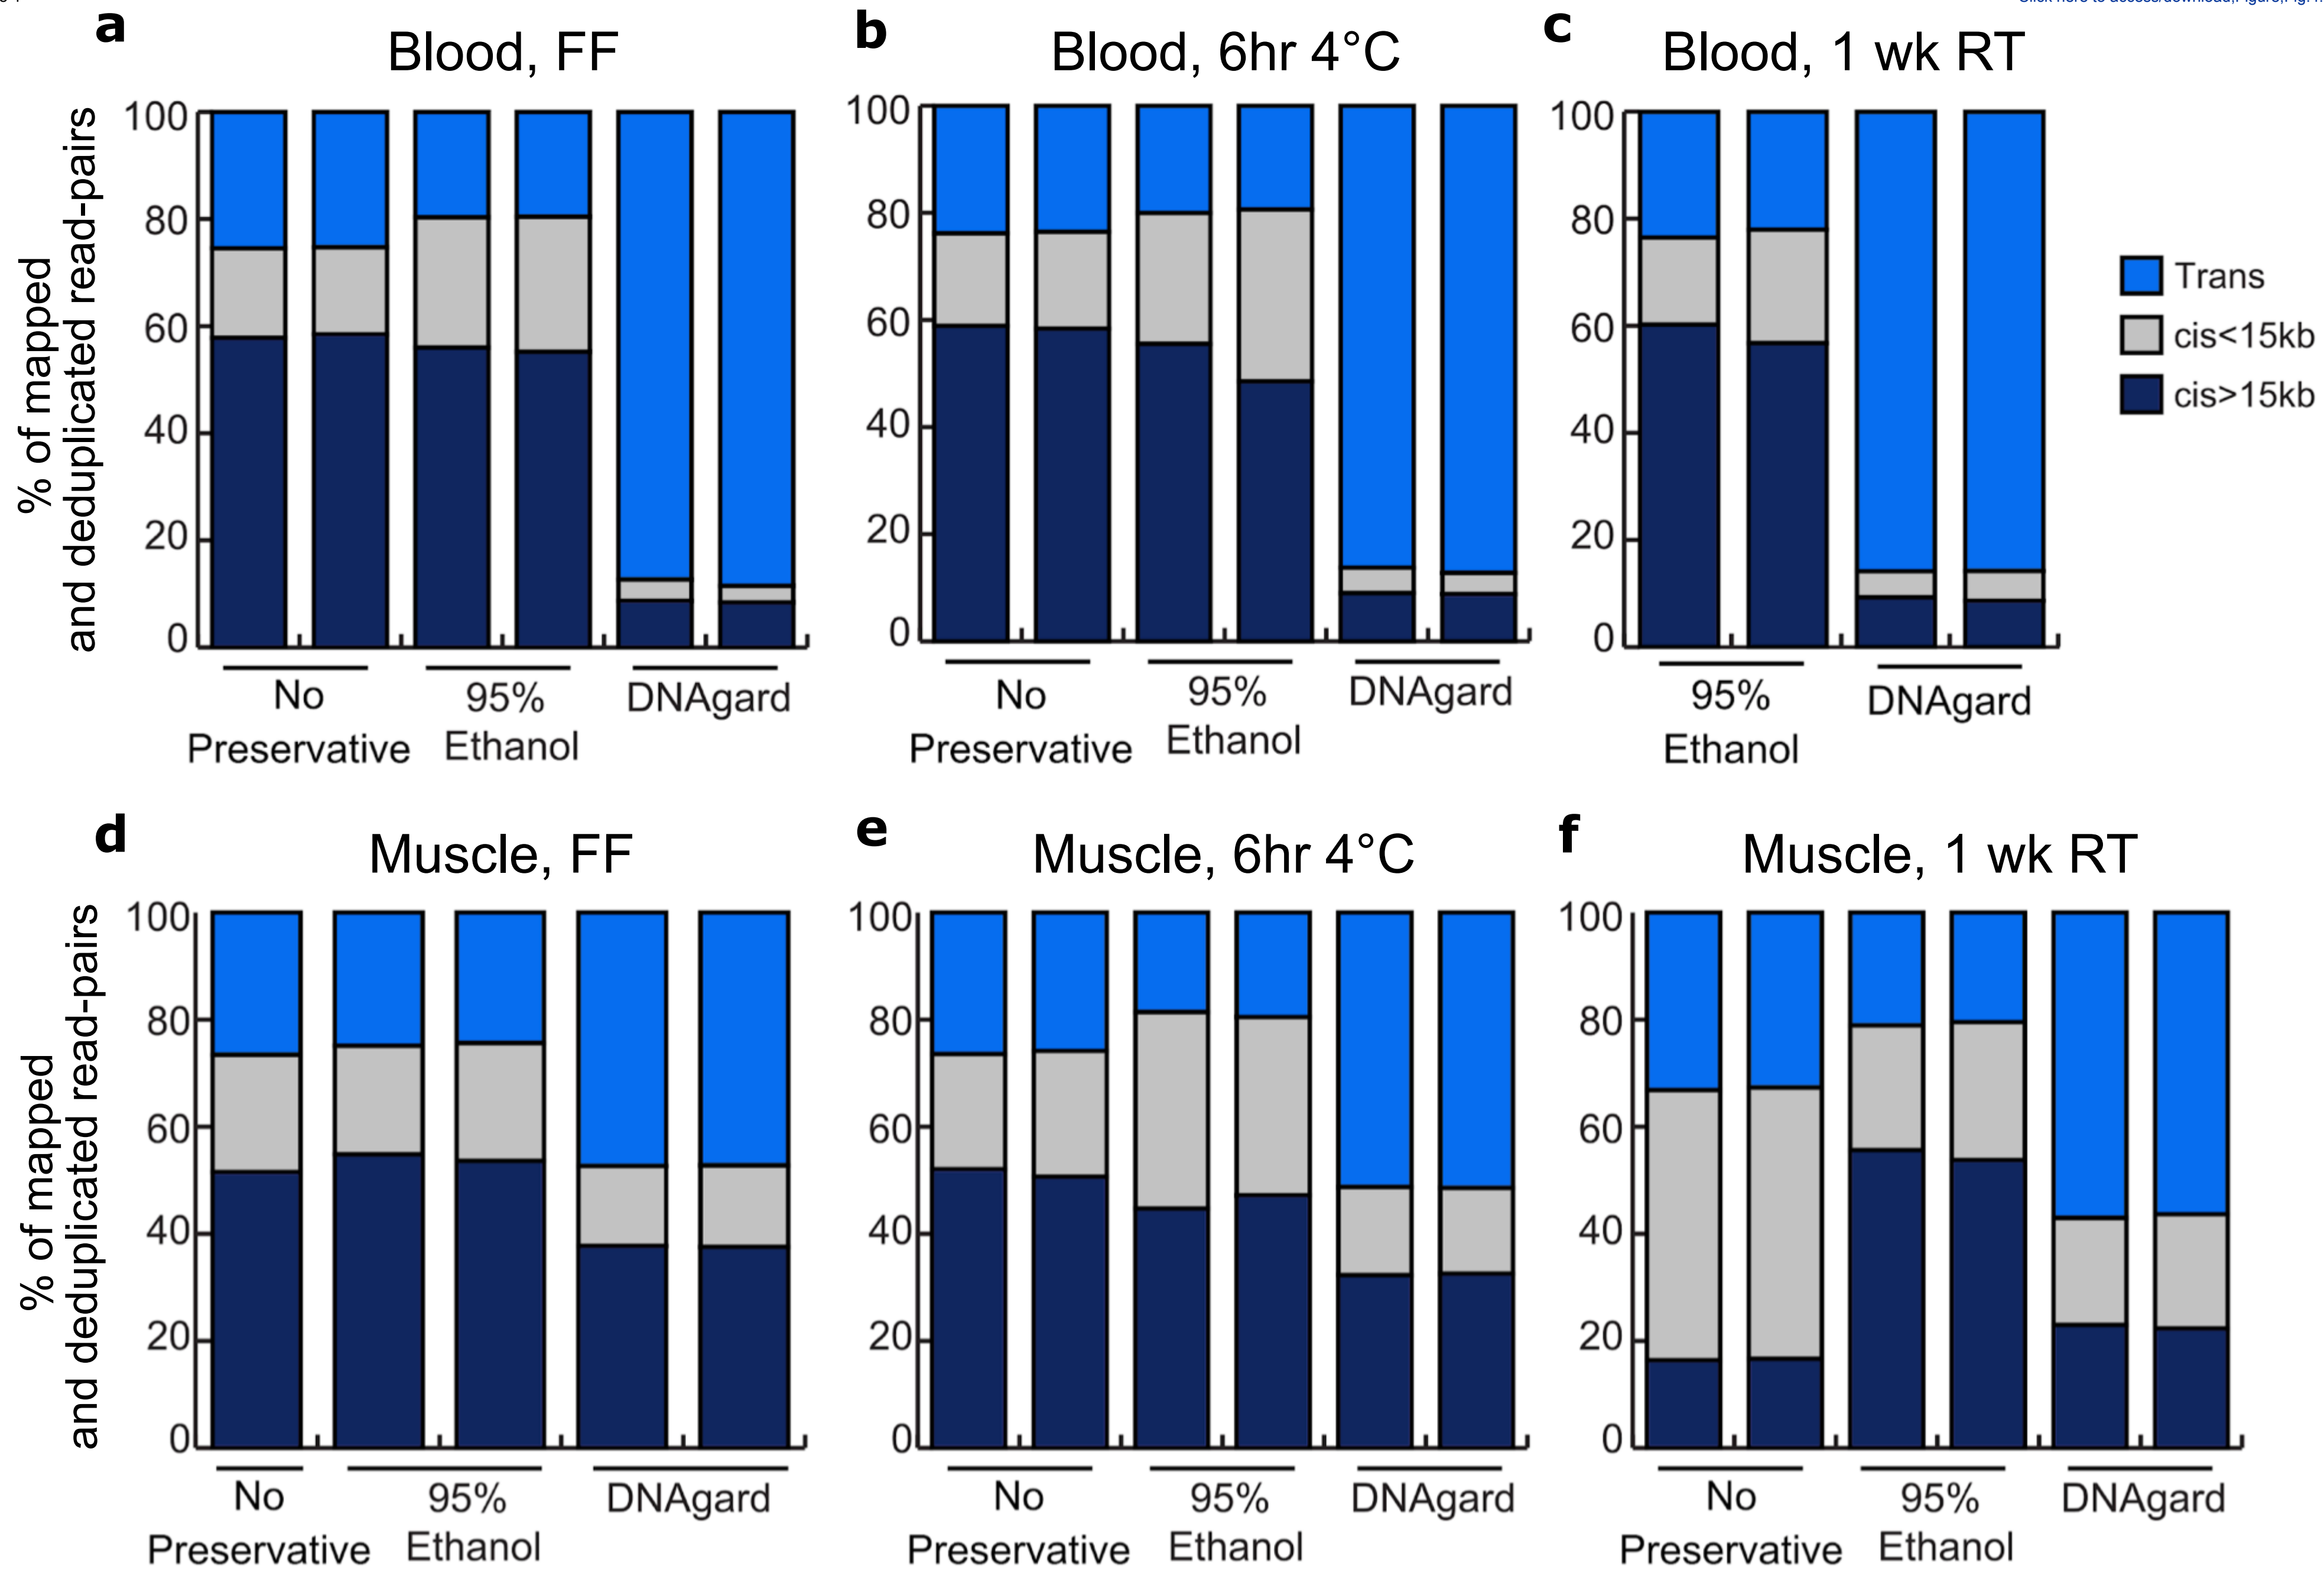 a
Blood, FF
b
Blood, 6hr 4°C
c
Blood, 1 wk RT
% of mapped
and deduplicated read-pairs
100
80
60
40
20
0
No
Preservative
95%
Ethanol
DNAgard
100
80
60
40
20
0
No
Preservative
95%
Ethanol
DNAgard
100
80
60
40
20
0
95%
Ethanol
DNAgard
Trans
cis<15kb
cis>15kb
d
Muscle, FF
e
Muscle, 6hr 4°C
f
Muscle, 1 wk RT
% of mapped
and deduplicated read-pairs
100
80
60
40
20
0
No
Preservative
95%
Ethanol
DNAgard
100
80
60
40
20
0
No
Preservative
95%
Ethanol
DNAgard
100
80
60
40
20
0
No
Preservative
95%
Ethanol
DNAgard